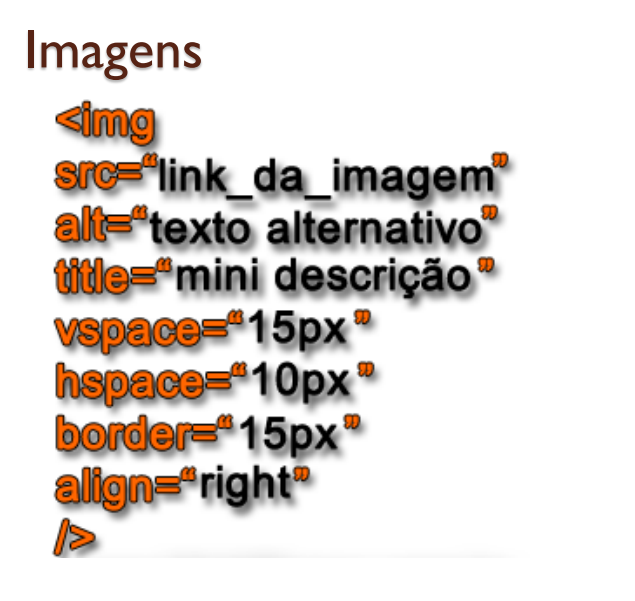 Imagens
<img
src=“link_da_imagem”
alt=“texto alternativo”
title=“mini descrição”
vspace=“15px”
hspace=“10px”
border=“15px”
align=“right”
/>